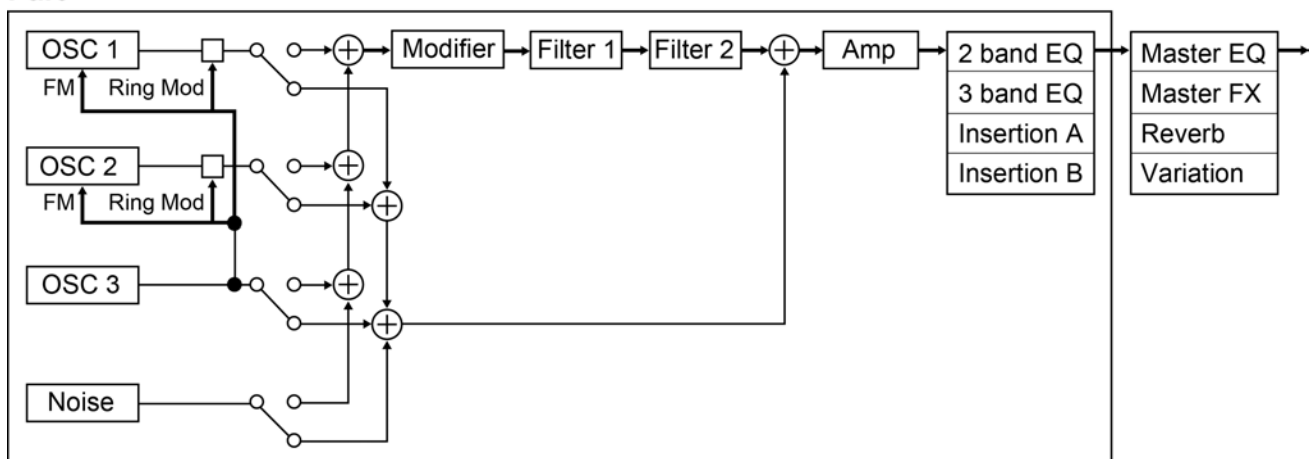 OSC 1
Modifier
Filter 1
Filter 2
Amp
2 band EQ
3 band EQ
Insertion A
Insertion B
Master EQ
Master FX
Reverb
Variation
FM
Ring Mod
OSC 2
FM
Ring Mod
OSC 3
Noise